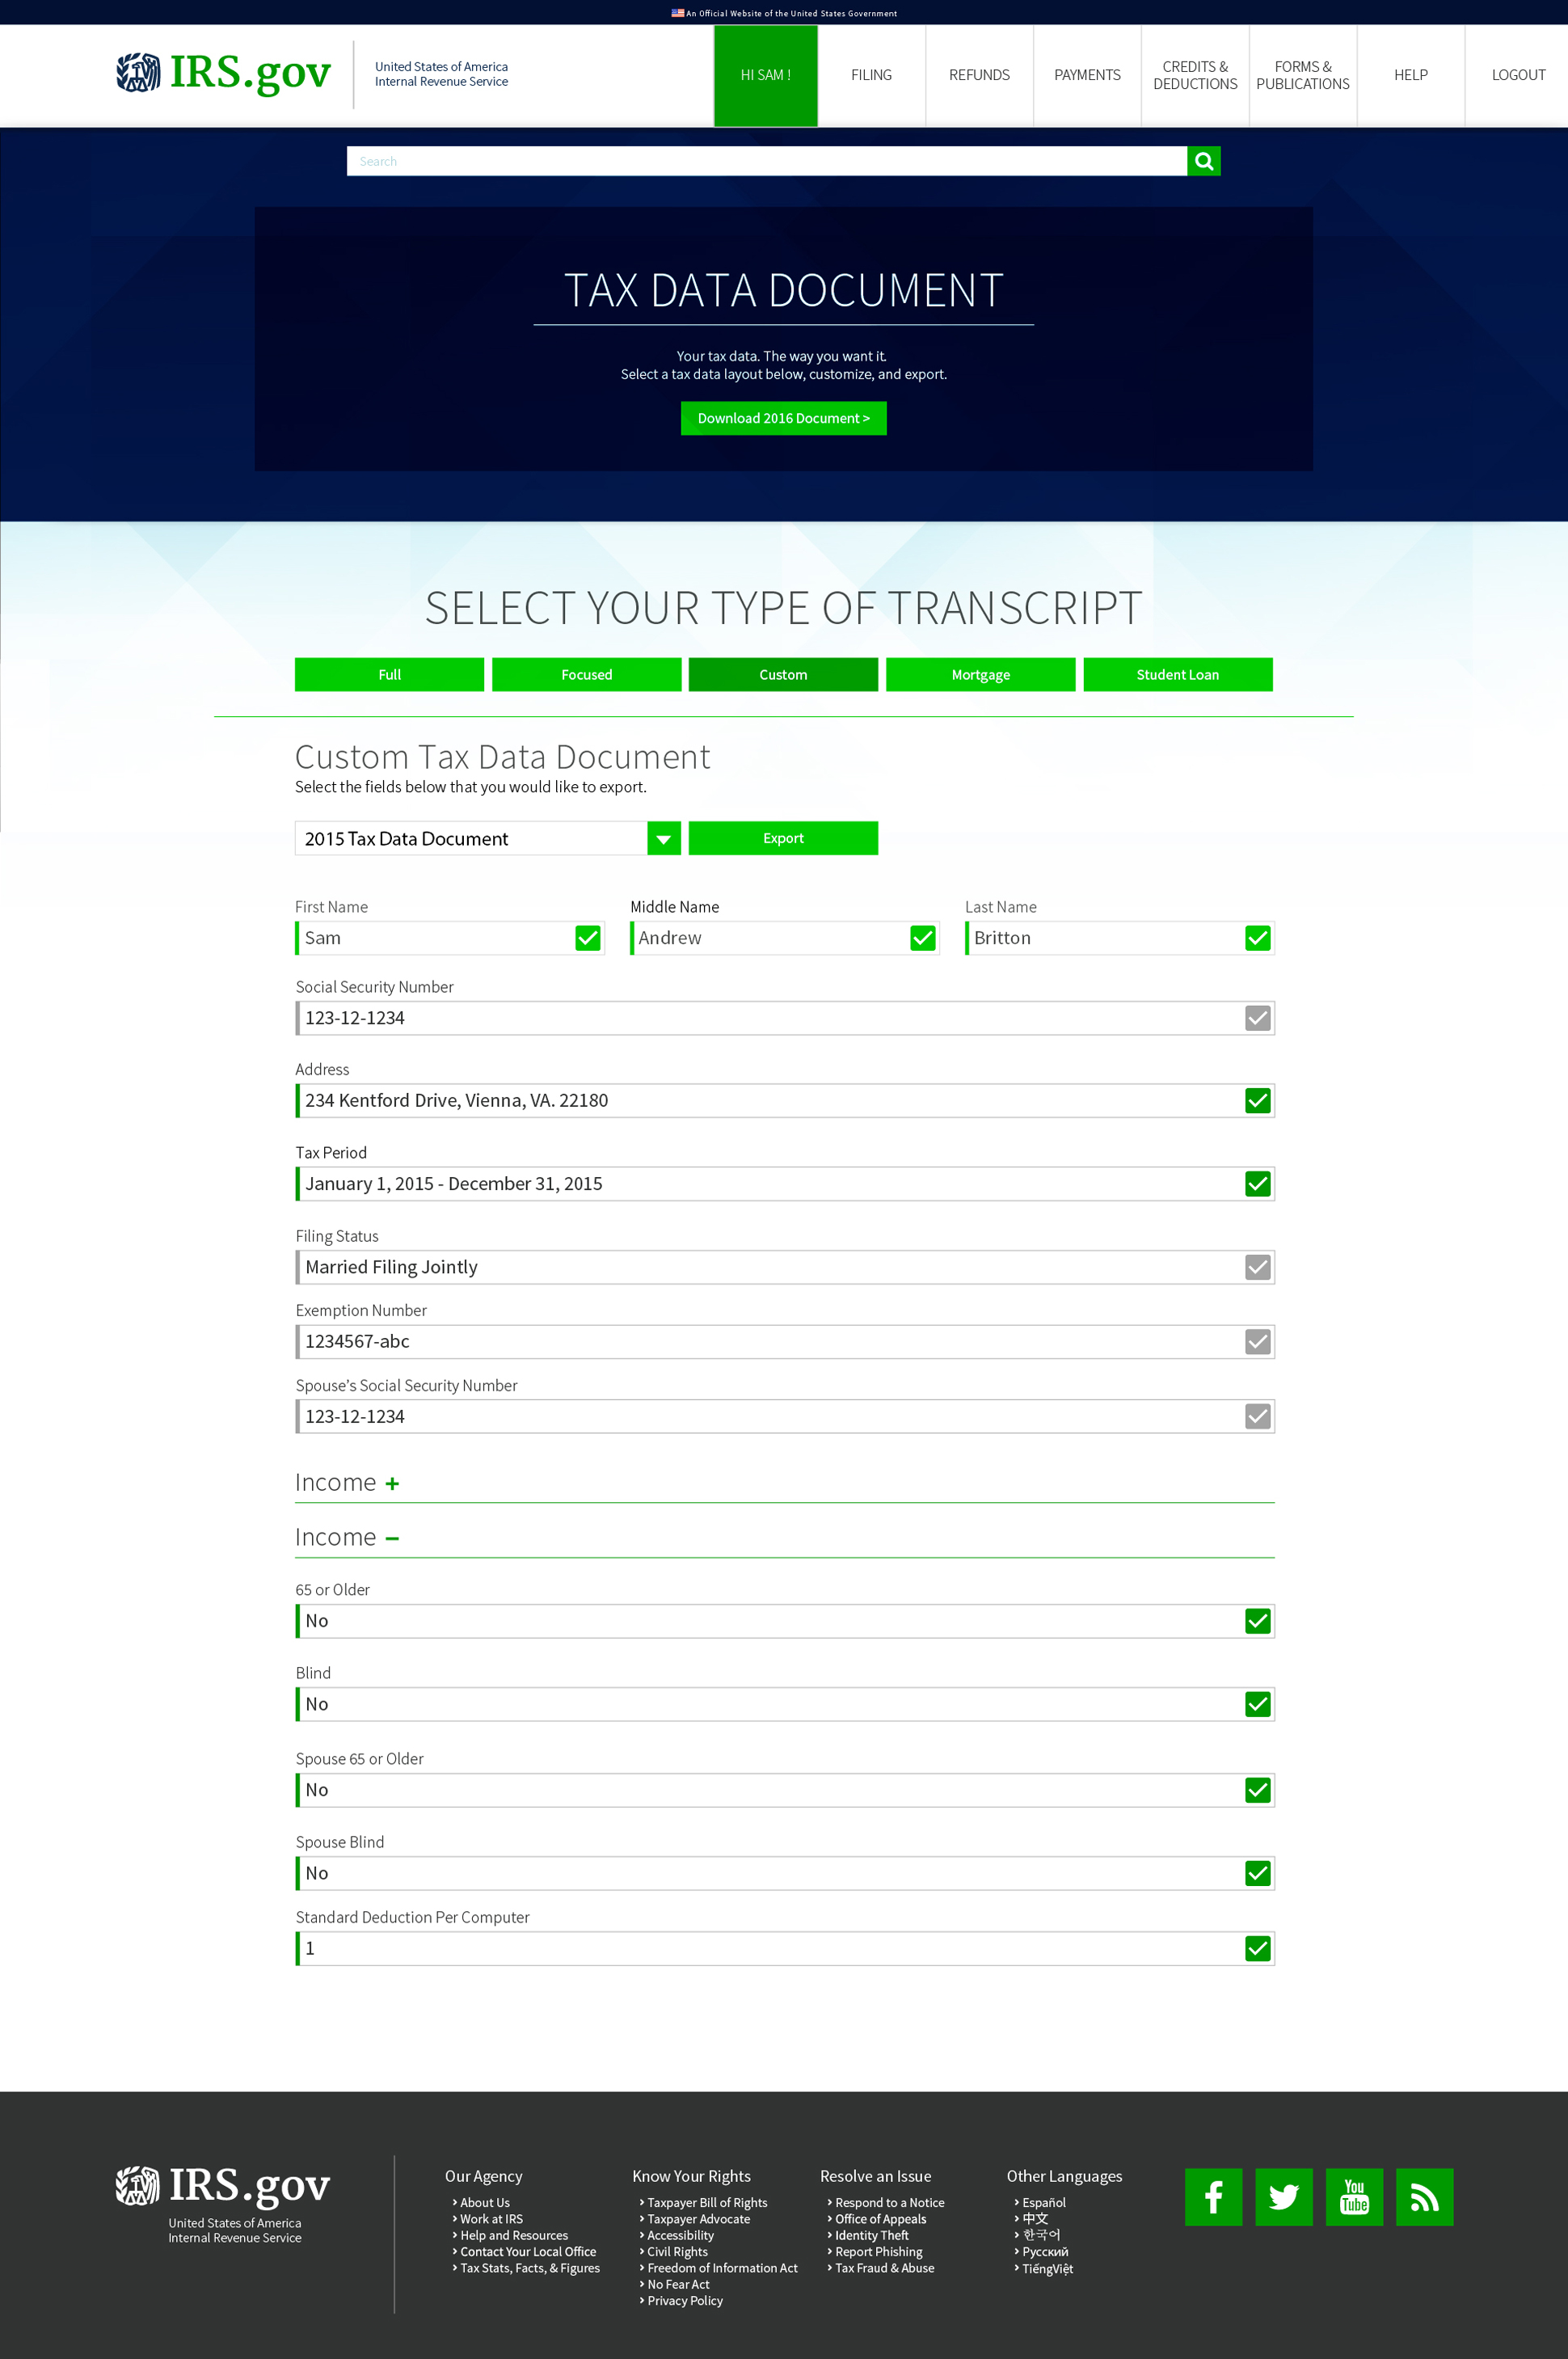 An Official Website of the United States Government
IRS.gov
United States of America
Internal Revenue Service
HI SAM !
FILING
REFUNDS
PAYMENTS
CREDITS &
DEDUCTIONS
FORMS &
PUBLICATIONS
HELP
LOGOUT
Search
TAX DATA DOCUMENT
Your tax data. The way you want it.
Select a tax data layout below, customize, and export.
Download 2016 Document >
SELECT YOUR TYPE OF TRANSCRIPT
Full
Focused
Custom
Mortgage
Student Loan
Custom Tax Data Document
Select the fields below that you would like to export.
2015 Tax Data Document
Export
First Name
Middle Name
Last Name
Sam
Andrew
Britton
Social Security Number
123-12-1234
Address
234 Kentford Drive, Vienna, VA. 22180
Tax Period
January 1, 2015 - December 31, 2015
Filing Status
Married Filing Jointly
Exemption Number
1234567-abc
Spouse’s Social Security Number
123-12-1234
Income +
Income –
65 or Older
No
Blind
No
Spouse 65 or Older
No
Spouse Blind
No
Standard Deduction Per Computer
1
IRS.gov
United States of America
Internal Revenue Service
Our Agency
> About Us
> Work at IRS
> Help and Resources
> Contact Your Local Office
> Tax Stats, Facts, & Figures
Know Your Rights
> Taxpayer Bill of Rights
> Taxpayer Advocate
> Accessibility
> Civil Rights
> Freedom of Information Act
> No Fear Act
> Privacy Policy
Resolve an Issue
> Respond to a Notice
> Office of Appeals
> Identity Theft
> Report Phishing
> Tax Fraud & Abuse
Other Languages
> Español
> 中文
> 한국어
> Русский
> TiếngViệt
You
Tube